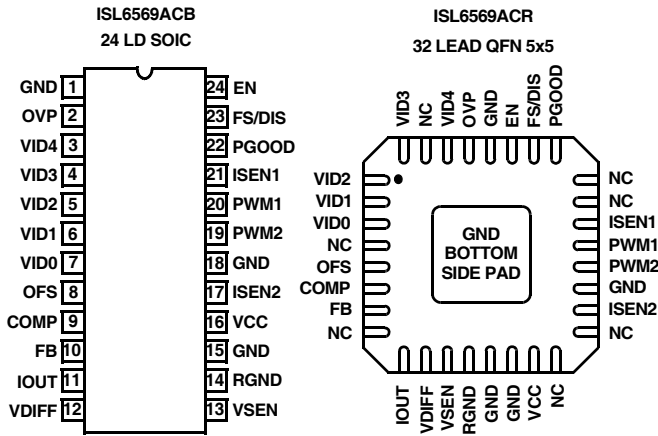 ISL6569ACB
24 LD SOIC
GND 1
OVP 2
VID4 3
VID3 4
VID2 5
VID1 6
VID0 7
OFS 8
COMP 9
FB 10
IOUT 11
VDIFF 12
24 EN
23 FS/DIS
22 PGOOD
21 ISEN1
20 PWM1
19 PWM2
18 GND
17 ISEN2
16 VCC
15 GND
14 RGND
13 VSEN
ISL6569ACR
32 LEAD QFN 5x5
VID3
NC
VID4
OVP
GND
EN
FS/DIS
PGOOD
VID2
VID1
VID0
NC
OFS
COMP
FB
NC
GND
BOTTOM
SIDE PAD
NC
NC
ISEN1
PWM1
PWM2
GND
ISEN2
NC
IOUT
VDIFF
VSEN
RGND
GND
GND
VCC
NC